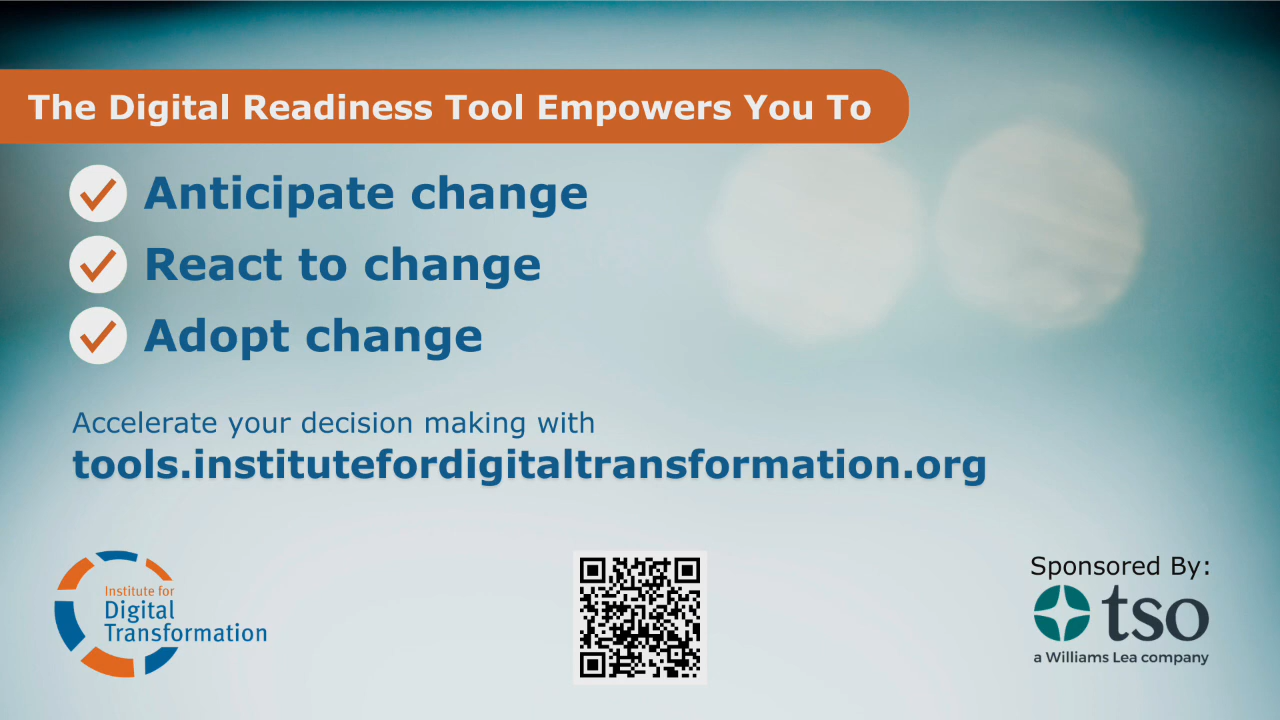 The Digital Readiness Tool Empowers You To
Anticipate change
React to change
Adopt change
Accelerate your decision making with
tools.institutefordigitaltransformation.org
Institute for
Digital
Transformation
Sponsored By:
tso
a Williams Lea company